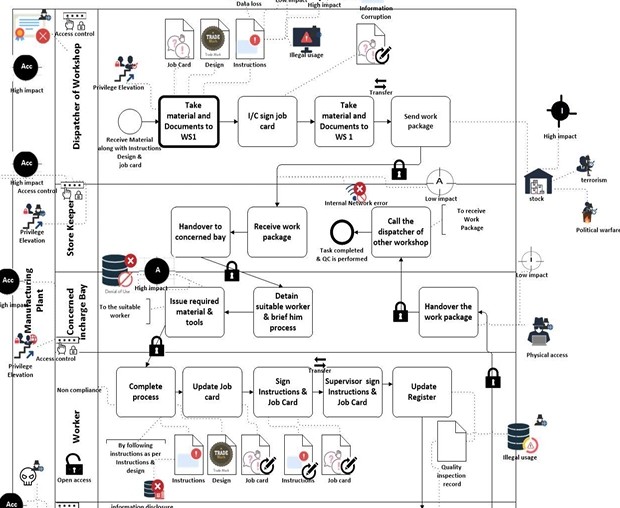 Data loss
High impact
Information
Corruption
Access control
Acc
High impact
Dispatcher of Workshop
Privilege Elevation
Job Card
TRADE
Trade Mark
Design
Instructions
Illegal usage
Transfer
Take
material and
Documents to
WS1
I/C sign job
card
Take
material and
Documents to
WS 1
Send work
package
Receive Material
along with Instructions
Design &
job card
I
High impact
stock
terrorism
Political warfare
Acc
High impact
Access control
Privilege
Elevation
Store Keeper
Internal Network error
A
Low impact
Handover to
concerned bay
Receive work
package
Task completed
& QC is performed
Call the
dispatcher of
other workshop
To receive
Work
Package
I
Low impact
Manufacturing
Plant
Acc
High impact
Concerned
Incharge Bay
Denial of Use
A
High impact
To the suitable
worker
Issue required
material &
tools
Detain
suitable worker
& brief him
process
Handover the
work package
Physical access
Privilege
Elevation
Access control
Worker
Non compliance
Complete
process
Update Job
card
Sign
Instructions &
Job Card
Transfer
Supervisor sign
Instructions &
Job Card
Update
Register
By following
instructions as per
Instructions &
design
Instructions
TRADE
Trade Mark
Design
Job card
Instructions
Job card
Quality
inspection
record
Illegal usage
Open access
information disclosure
Acc